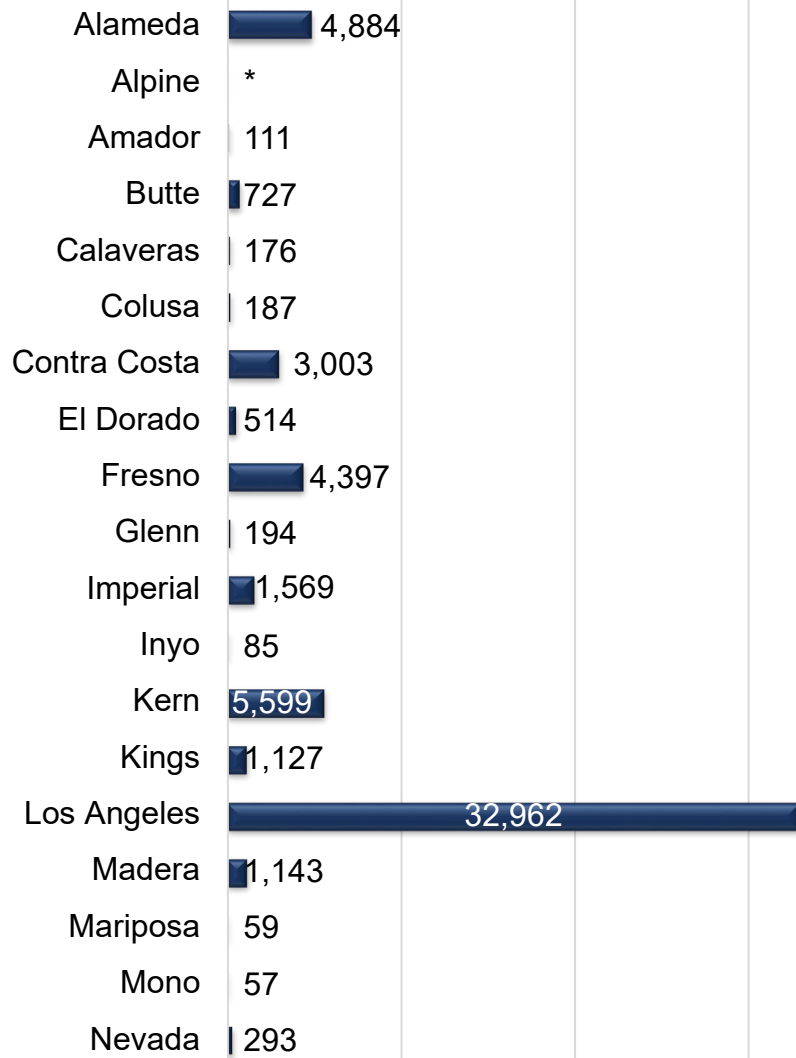 Alameda 4,884
Alpine *
Amador 111
Butte 727
Calaveras 176
Colusa 187
Contra Costa 3,003
El Dorado 514
Fresno 4,397
Glenn 194
Imperial 1,569
Inyo 85
Kern 5,599
Kings 1,127
Los Angeles 32,962
Madera 1,143
Mariposa 59
Mono 57
Nevada 293